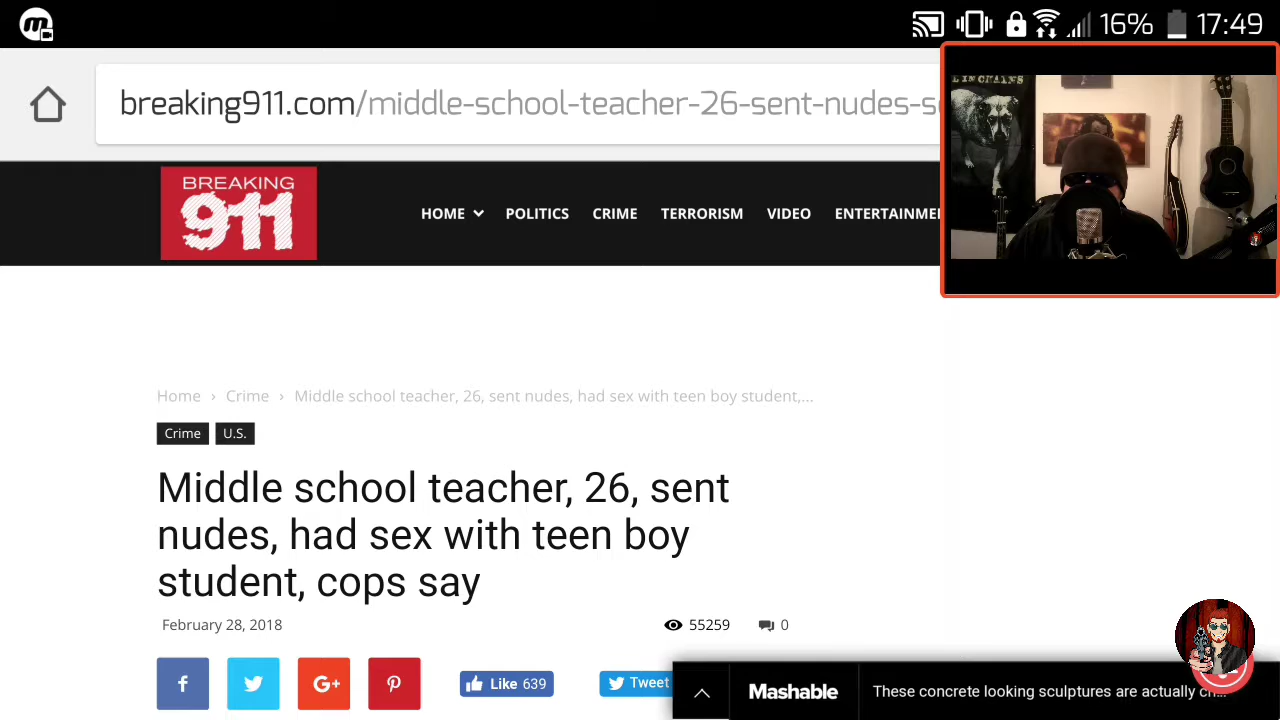 16% 17:49
breaking911.com/middle-school-teacher-26-sent-nudes-s
BREAKING
911
HOME POLITICS CRIME TERRORISM VIDEO ENTERTAINME
Home › Crime › Middle school teacher, 26, sent nudes, had sex with teen boy student,...
Crime U.S.
Middle school teacher, 26, sent
nudes, had sex with teen boy
student, cops say
February 28, 2018 55259 0
Like 639 Tweet
Mashable These concrete looking sculptures are actually